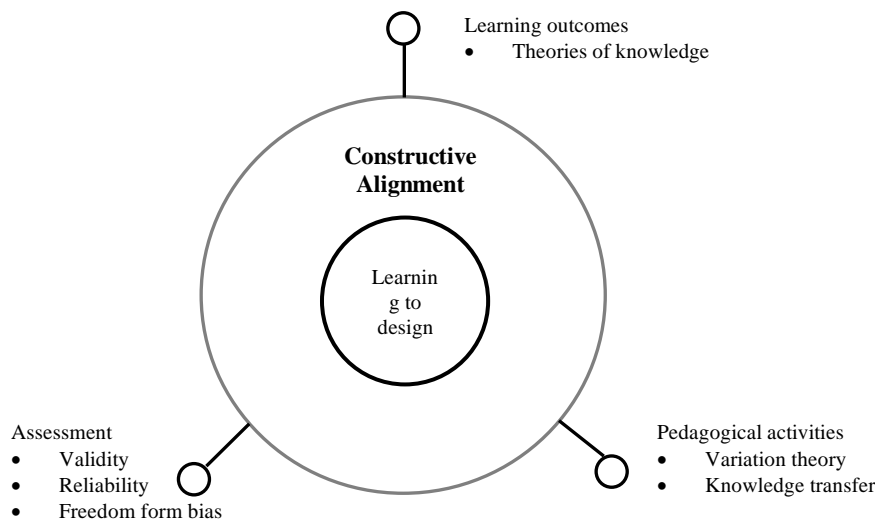 Learning outcomes
• Theories of knowledge
Constructive
Alignment
Learnin
g to
design
Assessment
• Validity
• Reliability
• Freedom form bias
Pedagogical activities
• Variation theory
• Knowledge transfer